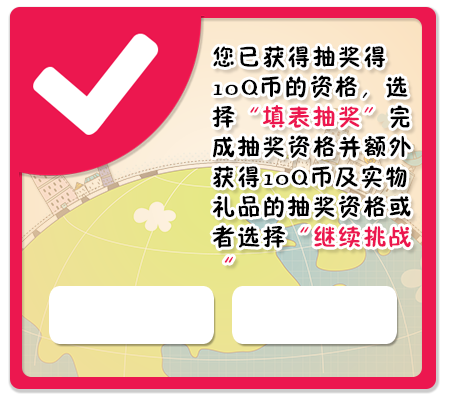 您已获得抽奖得
10Q币的资格，选
择“填表抽奖”完
成抽奖资格并额外
获得10Q币及实物
礼品的抽奖资格或
者选择“继续挑战
“